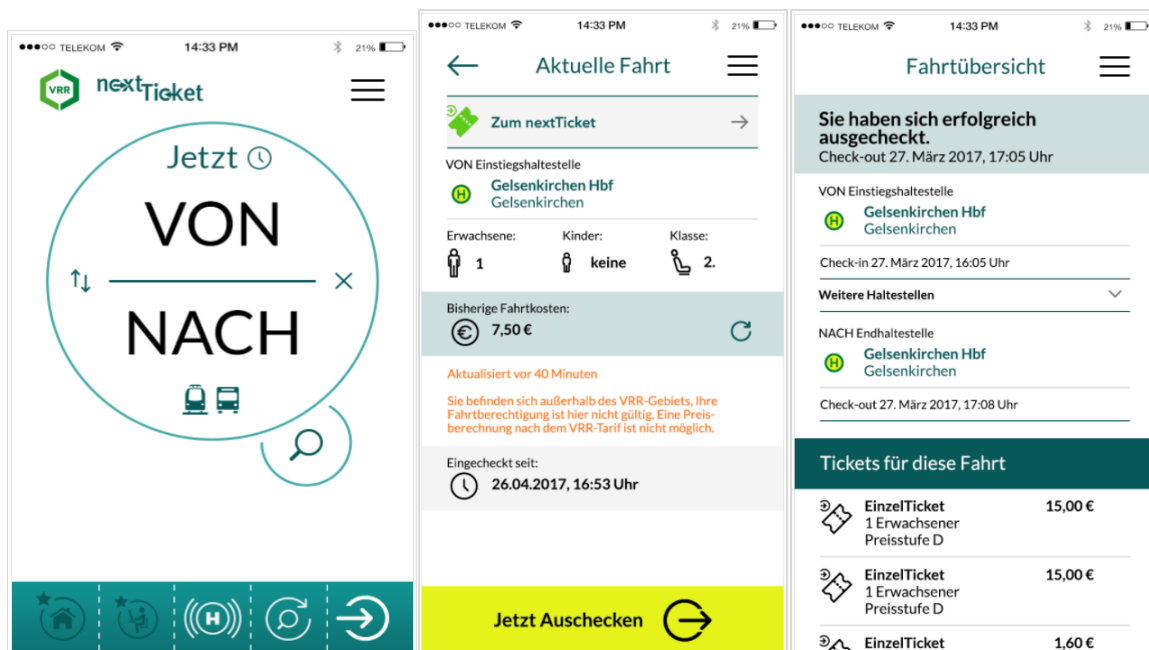 TELEKOM 14:33 PM 21%
VRR nextTicket
Jetzt
VON
NACH
H
TELEKOM 14:33 PM 21%
Aktuelle Fahrt
Zum nextTicket
VON Einstiegshaltestelle
H Gelsenkirchen Hbf
Gelsenkirchen
Erwachsene: Kinder: Klasse:
1 keine 2.
Bisherige Fahrtkosten:
€ 7,50 €
Aktualisiert vor 40 Minuten
Sie befinden sich außerhalb des VRR-Gebiets, Ihre
Fahrtberechtigung ist hier nicht gültig. Eine Preis-
berechnung nach dem VRR-Tarif ist nicht möglich.
Eingecheckt seit:
26.04.2017, 16:53 Uhr
Jetzt Auschecken
TELEKOM 14:33 PM 21%
Fahrtübersicht
Sie haben sich erfolgreich
ausgecheckt.
Check-out 27. März 2017, 17:05 Uhr
VON Einstiegshaltestelle
H Gelsenkirchen Hbf
Gelsenkirchen
Check-in 27. März 2017, 16:05 Uhr
Weitere Haltestellen
NACH Endhaltestelle
H Gelsenkirchen Hbf
Gelsenkirchen
Check-out 27. März 2017, 17:08 Uhr
Tickets für diese Fahrt
EinzelTicket 15,00 €
1 Erwachsener
Preisstufe D
EinzelTicket 15,00 €
1 Erwachsener
Preisstufe D
EinzelTicket 1,60 €